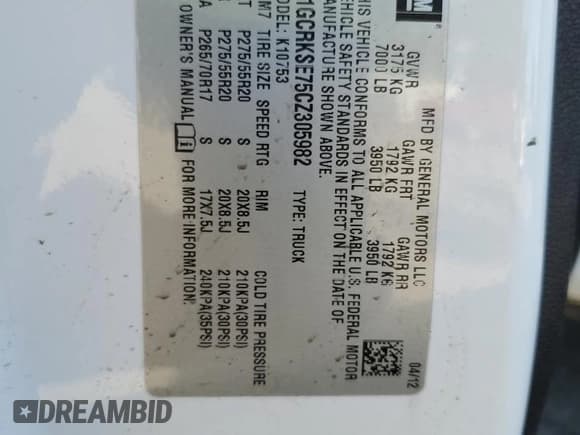 GM
MFD BY GENERAL MOTORS LLC
04/12
GVWR GAWR FRT GAWR RR
3175 KG 1792 KG 1792 KG
7000 LB 3950 LB 3950 LB
THIS VEHICLE CONFORMS TO ALL APPLICABLE U.S. FEDERAL MOTOR
VEHICLE SAFETY STANDARDS IN EFFECT ON THE DATE OF
MANUFACTURE SHOWN ABOVE.
1GCRKSE75CZ305982 TYPE: TRUCK
MODEL: K10753
TIRE SIZE SPEED RTG RIM COLD TIRE PRESSURE
P275/55R20 S 20X8.5J 210KPA(30PSI)
P275/55R20 S 20X8.5J 210KPA(30PSI)
P265/70R17 S 17X7.5J 240KPA(35PSI)
OWNER'S MANUAL FOR MORE INFORMATION
DREAMBID